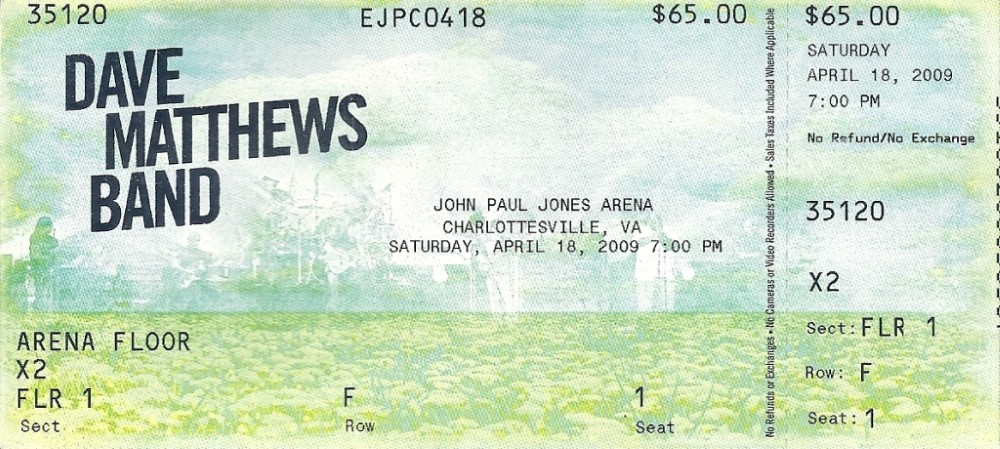 35120 EJPC0418 $65.00
DAVE
MATTHEWS
BAND
JOHN PAUL JONES ARENA
CHARLOTTESVILLE, VA
SATURDAY, APRIL 18, 2009 7:00 PM
ARENA FLOOR
X2
FLR 1 F 1
Sect Row Seat
No Refunds or Exchanges • No Cameras or Video Recorders Allowed • Sales Taxes Included Where Applicable
$65.00
SATURDAY
APRIL 18, 2009
7:00 PM
No Refund/No Exchange
35120
X2
Sect: FLR 1
Row: F
Seat: 1